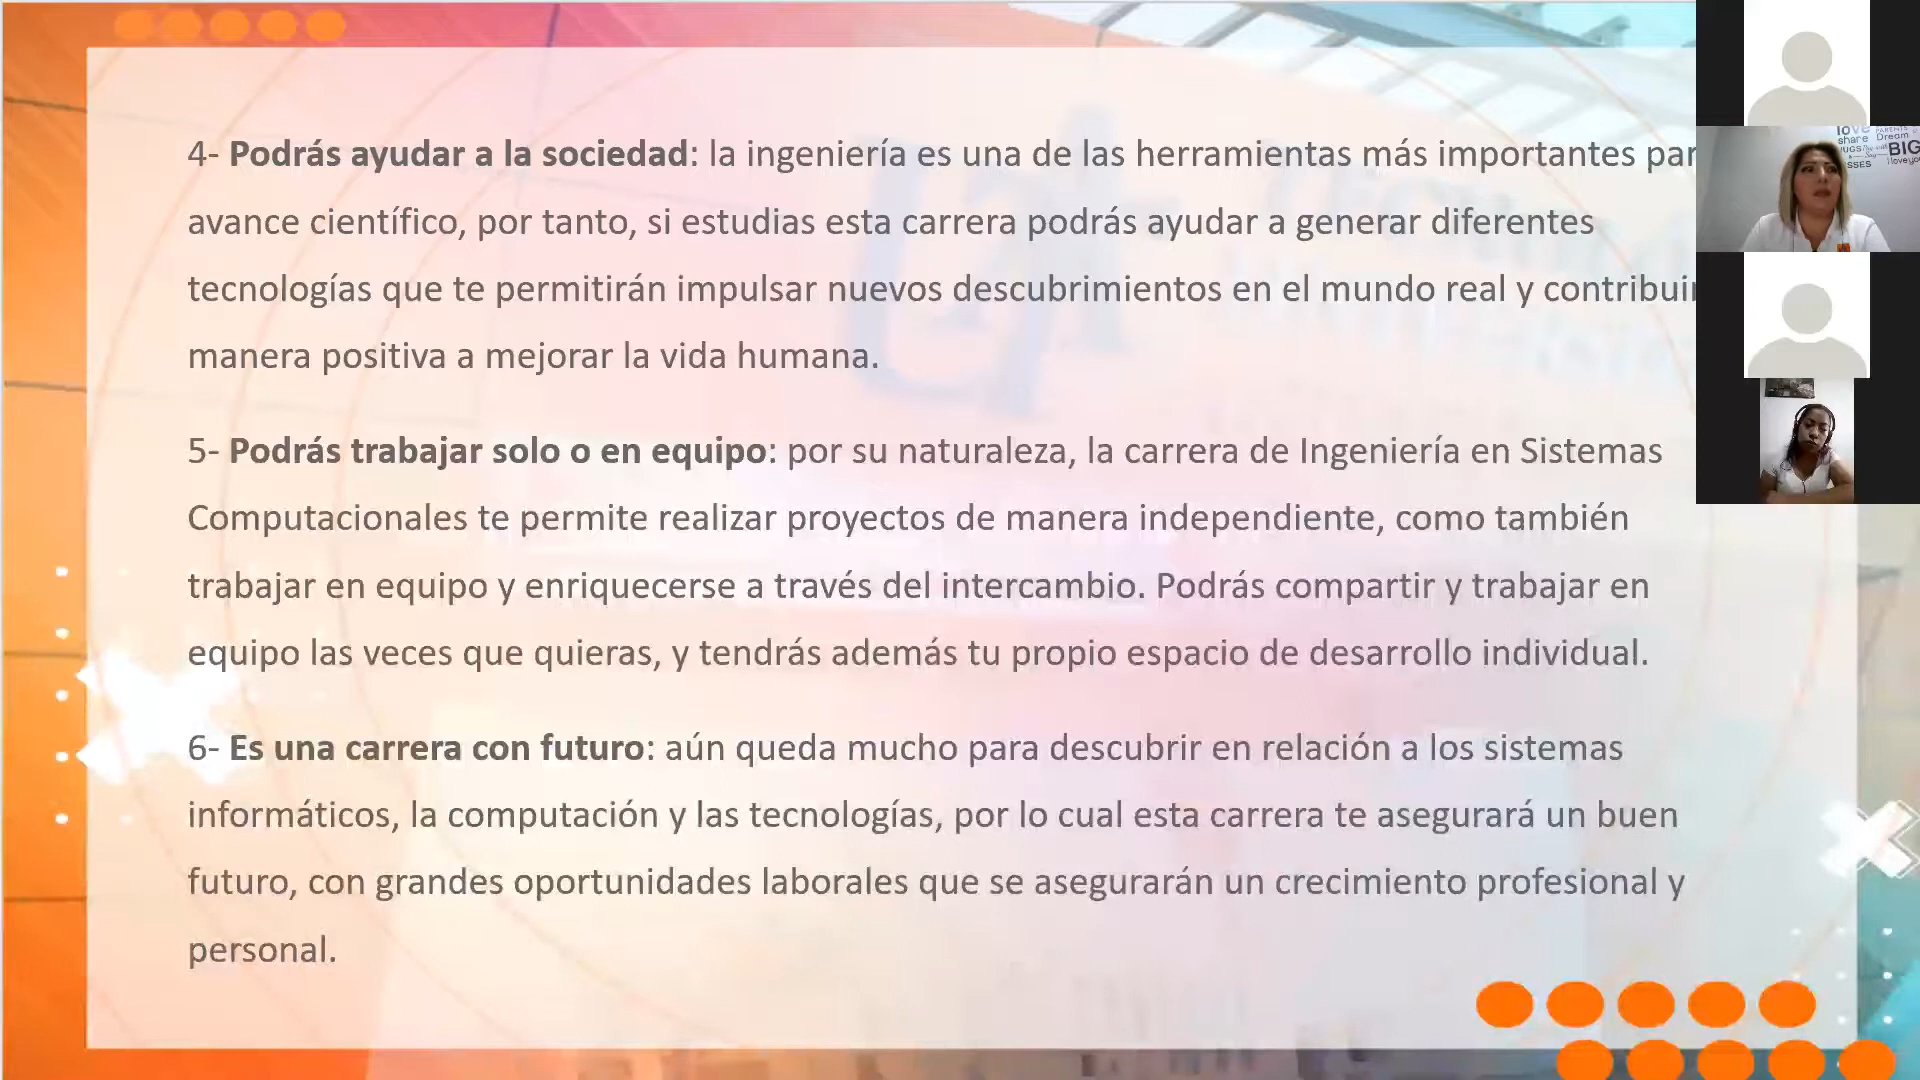 4- Podrás ayudar a la sociedad: la ingeniería es una de las herramientas más importantes
avance científico, por tanto, si estudias esta carrera podrás ayudar a generar diferentes
tecnologías que te permitirán impulsar nuevos descubrimientos en el mundo real y
manera positiva a mejorar la vida humana.
5- Podrás trabajar solo o en equipo: por su naturaleza, la carrera de Ingeniería en Sistemas
Computacionales te permite realizar proyectos de manera independiente, como también
trabajar en equipo y enriquecerse a través del intercambio. Podrás compartir y trabajar en
equipo las veces que quieras, y tendrás además tu propio espacio de desarrollo individual.
6- Es una carrera con futuro: aún queda mucho para descubrir en relación a los sistemas
informáticos, la computación y las tecnologías, por lo cual esta carrera te asegurará un buen
futuro, con grandes oportunidades laborales que se asegurarán un crecimiento profesional y
personal.
love
share
Dream
BIG